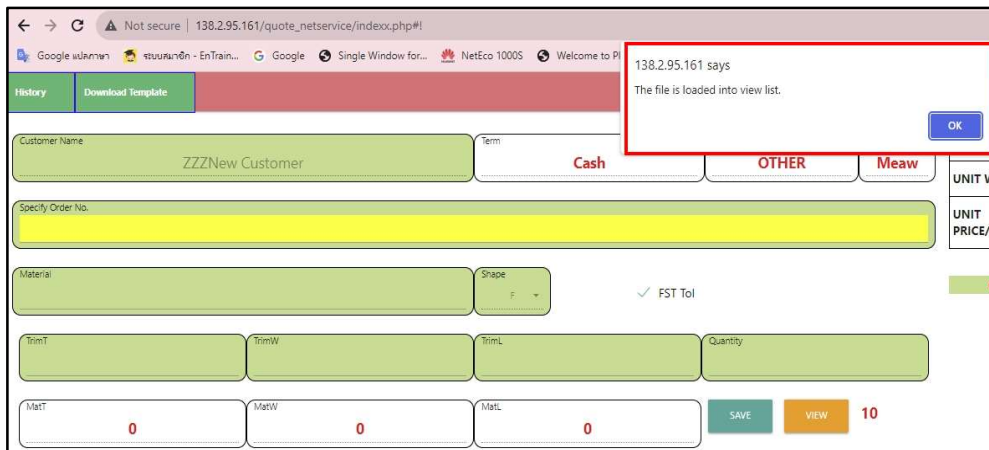 Not secure | 138.2.95.161/quote_netservice/indexx.php#!
Google แปลภาษา ระบบสมาชิก - EnTrain... Google Single Window for... NetEco 1000S Welcome to
138.2.95.161 says
The file is loaded into view list.
OK
History Download Template
Customer Name
ZZZNew Customer
Term
Cash OTHER Meaw
UNIT
Specify Order No.
UNIT
PRICE/
Material
Shape
F
FST Tol
TrimT TrimW TrimL Quantity
MatT MatW MatL
0 0 0
SAVE VIEW 10